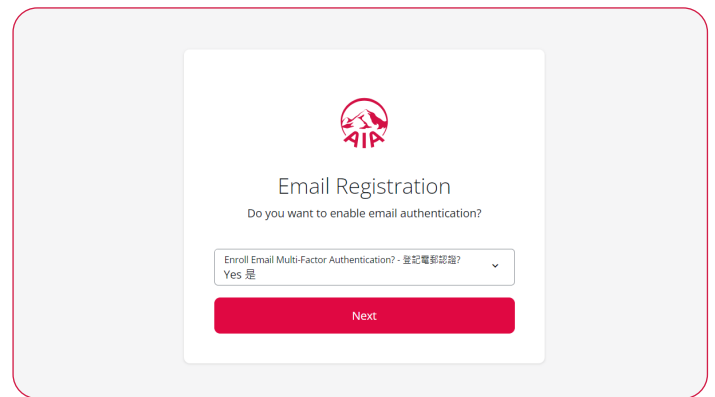 AIA
Email Registration
Do you want to enable email authentication?
Enroll Email Multi-Factor Authentication? - 登記電郵認證?
Yes 是
Next